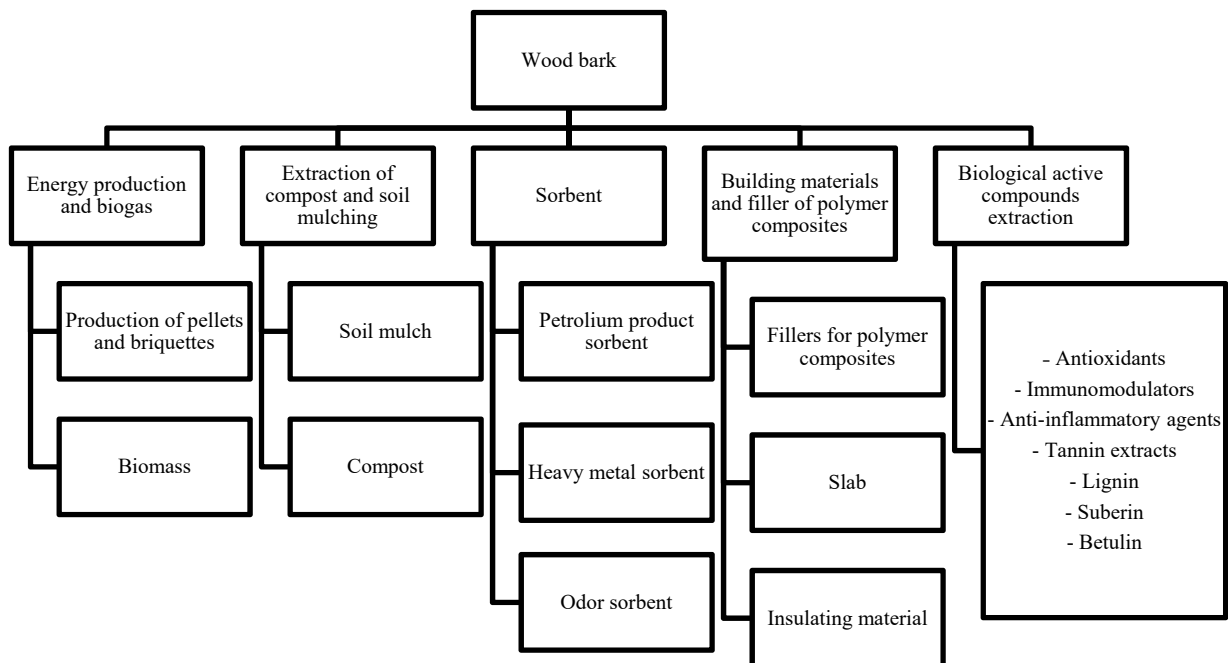 Wood bark
Energy production
and biogas
Extraction of
compost and soil
mulching
Sorbent
Building materials
and filler of polymer
composites
Biological active
compounds
extraction
Production of pellets
and briquettes
Biomass
Soil mulch
Compost
Petrolium product
sorbent
Heavy metal sorbent
Odor sorbent
Fillers for polymer
composites
Slab
Insulating material
- Antioxidants
- Immunomodulators
- Anti-inflammatory agents
- Tannin extracts
- Lignin
- Suberin
- Betulin